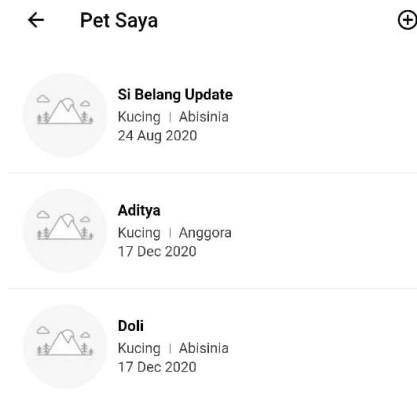 Pet Saya
Si Belang Update
Kucing | Abisinia
24 Aug 2020
Aditya
Kucing | Anggora
17 Dec 2020
Doli
Kucing | Abisinia
17 Dec 2020